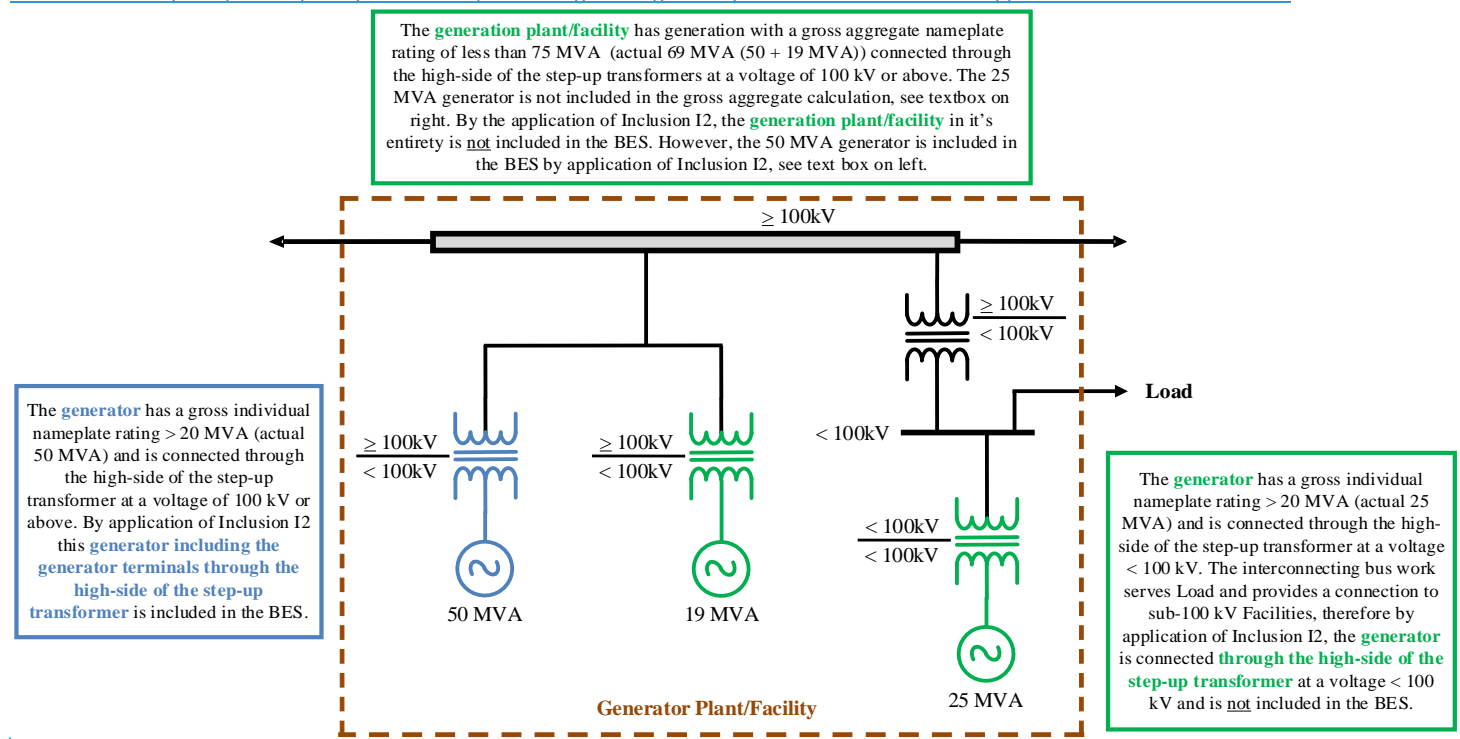 The generation plant/facility has generation with a gross aggregate nameplate
rating of less than 75 MVA (actual 69 MVA (50 + 19 MVA)) connected through
the high-side of the step-up transformers at a voltage of 100 kV or above. The 25
MVA generator is not included in the gross aggregate calculation, see textbox on
right. By the application of Inclusion I2, the generation plant/facility in it's
entirety is not included in the BES. However, the 50 MVA generator is included in
the BES by application of Inclusion I2, see text box on left.
≥ 100kV
≥ 100kV
< 100kV
Load
The generator has a gross individual
nameplate rating > 20 MVA (actual
50 MVA) and is connected through
the high-side of the step-up
transformer at a voltage of 100 kV or
above. By application of Inclusion I2
this generator including the
generator terminals through the
high-side of the step-up
transformer is included in the BES.
≥ 100kV
< 100kV
≥ 100kV
< 100kV
< 100kV
< 100kV
< 100kV
50 MVA
19 MVA
25 MVA
The generator has a gross individual
nameplate rating > 20 MVA (actual 25
MVA) and is connected through the high-
side of the step-up transformer at a voltage
< 100 kV. The interconnecting bus work
serves Load and provides a connection to
sub-100 kV Facilities, therefore by
application of Inclusion I2, the generator
is connected through the high-side of the
step-up transformer at a voltage < 100
kV and is not included in the BES.
Generator Plant/Facility